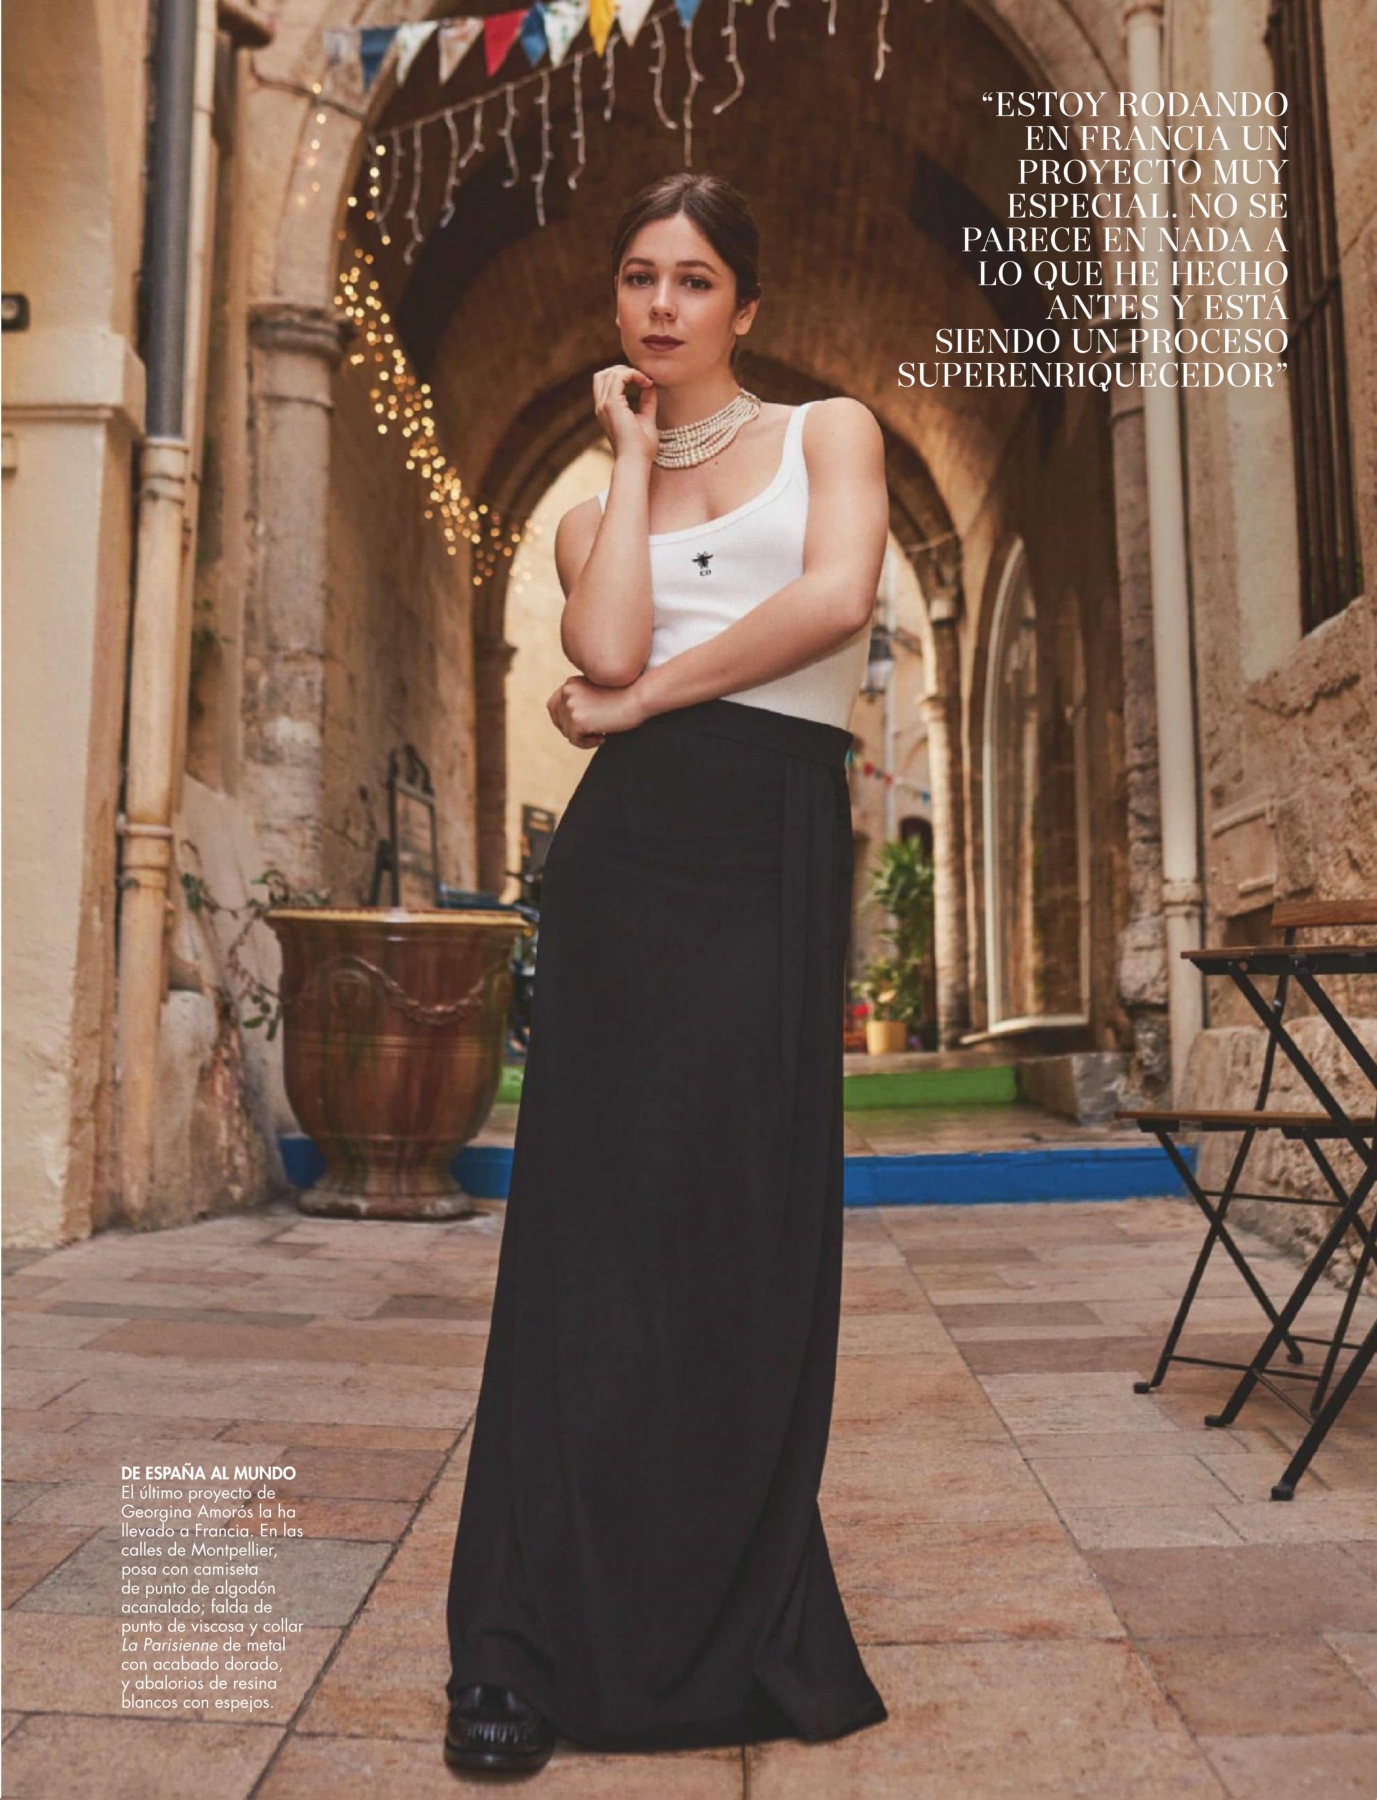 “ESTOY RODANDO
EN FRANCIA UN
PROYECTO MUY
ESPECIAL. NO SE
PARECE EN NADA A
LO QUE HE HECHO
ANTES Y ESTÁ
SIENDO UN PROCESO
SUPERENRIQUECEDOR”
CD
DE ESPAÑA AL MUNDO
El último proyecto de
Georgina Amorós la ha
llevado a Francia. En las
calles de Montpellier,
posa con camiseta
de punto de algodón
acanalado; falda de
punto de viscosa y collar
La Parisienne de metal
con acabado dorado,
y abalorios de resina
blancos con espejos.